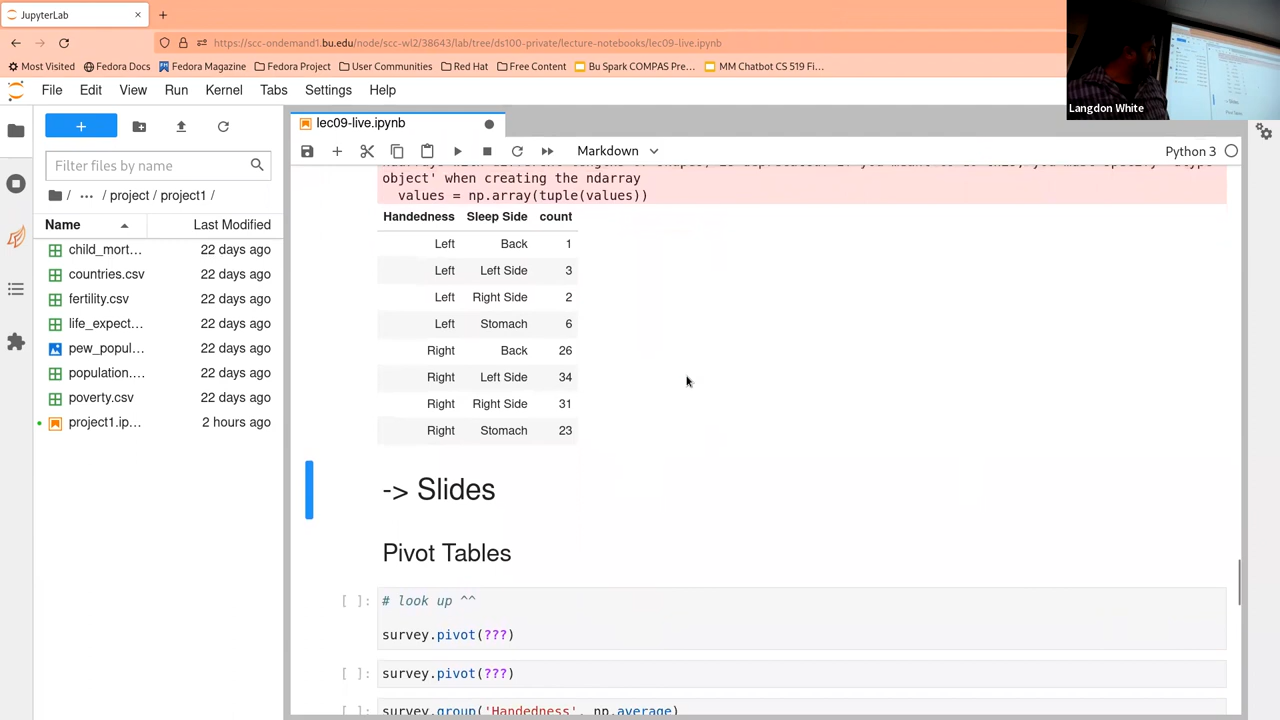 JupyterLab
https://scc-ondemand1.bu.edu/node/scc-wl2/38643/lab/tree/ds100-private/lecture-notebooks/lec09-live.ipynb
Most Visited Fedora Docs Fedora Magazine Fedora Project User Communities Red Hat Free Content Bu Spark COMPAS Pre… MM Chatbot CS 519 Fi…
Langdon White
File Edit View Run Kernel Tabs Settings Help
lec09-live.ipynb
Filter files by name
Markdown
Python 3
/ … / project / project1 /
Name Last Modified
child_mort… 22 days ago
countries.csv 22 days ago
fertility.csv 22 days ago
life_expect… 22 days ago
pew_popul… 22 days ago
population.… 22 days ago
poverty.csv 22 days ago
project1.ip… 2 hours ago
object' when creating the ndarray
values = np.array(tuple(values))
Handedness Sleep Side count
Left Back 1
Left Left Side 3
Left Right Side 2
Left Stomach 6
Right Back 26
Right Left Side 34
Right Right Side 31
Right Stomach 23
-> Slides
Pivot Tables
[ ]: # look up ^^
survey.pivot(???)
[ ]: survey.pivot(???)
[ ]: survey.group('Handedness', np.average)